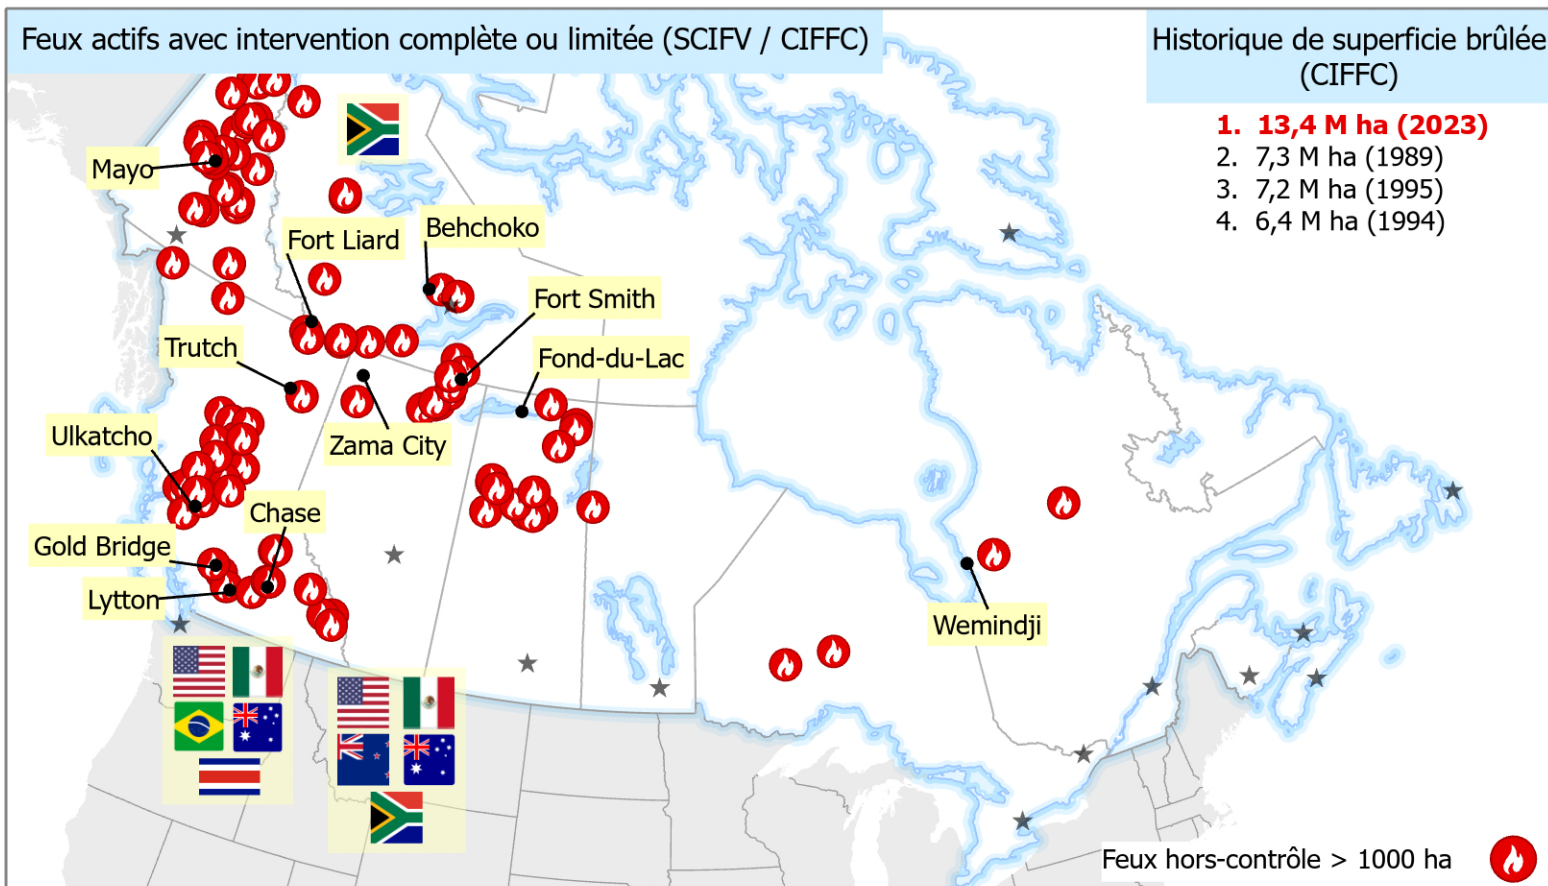 Feux actifs avec intervention complète ou limitée (SCIFV / CIFFC)
Historique de superficie brûlée
(CIFFC)
1. 13,4 M ha (2023)
2. 7,3 M ha (1989)
3. 7,2 M ha (1995)
4. 6,4 M ha (1994)
Mayo
Fort Liard
Behchoko
Fort Smith
Trutch
Fond-du-Lac
Ulkatcho
Zama City
Chase
Gold Bridge
Lytton
Wemindji
Feux hors-contrôle > 1000 ha